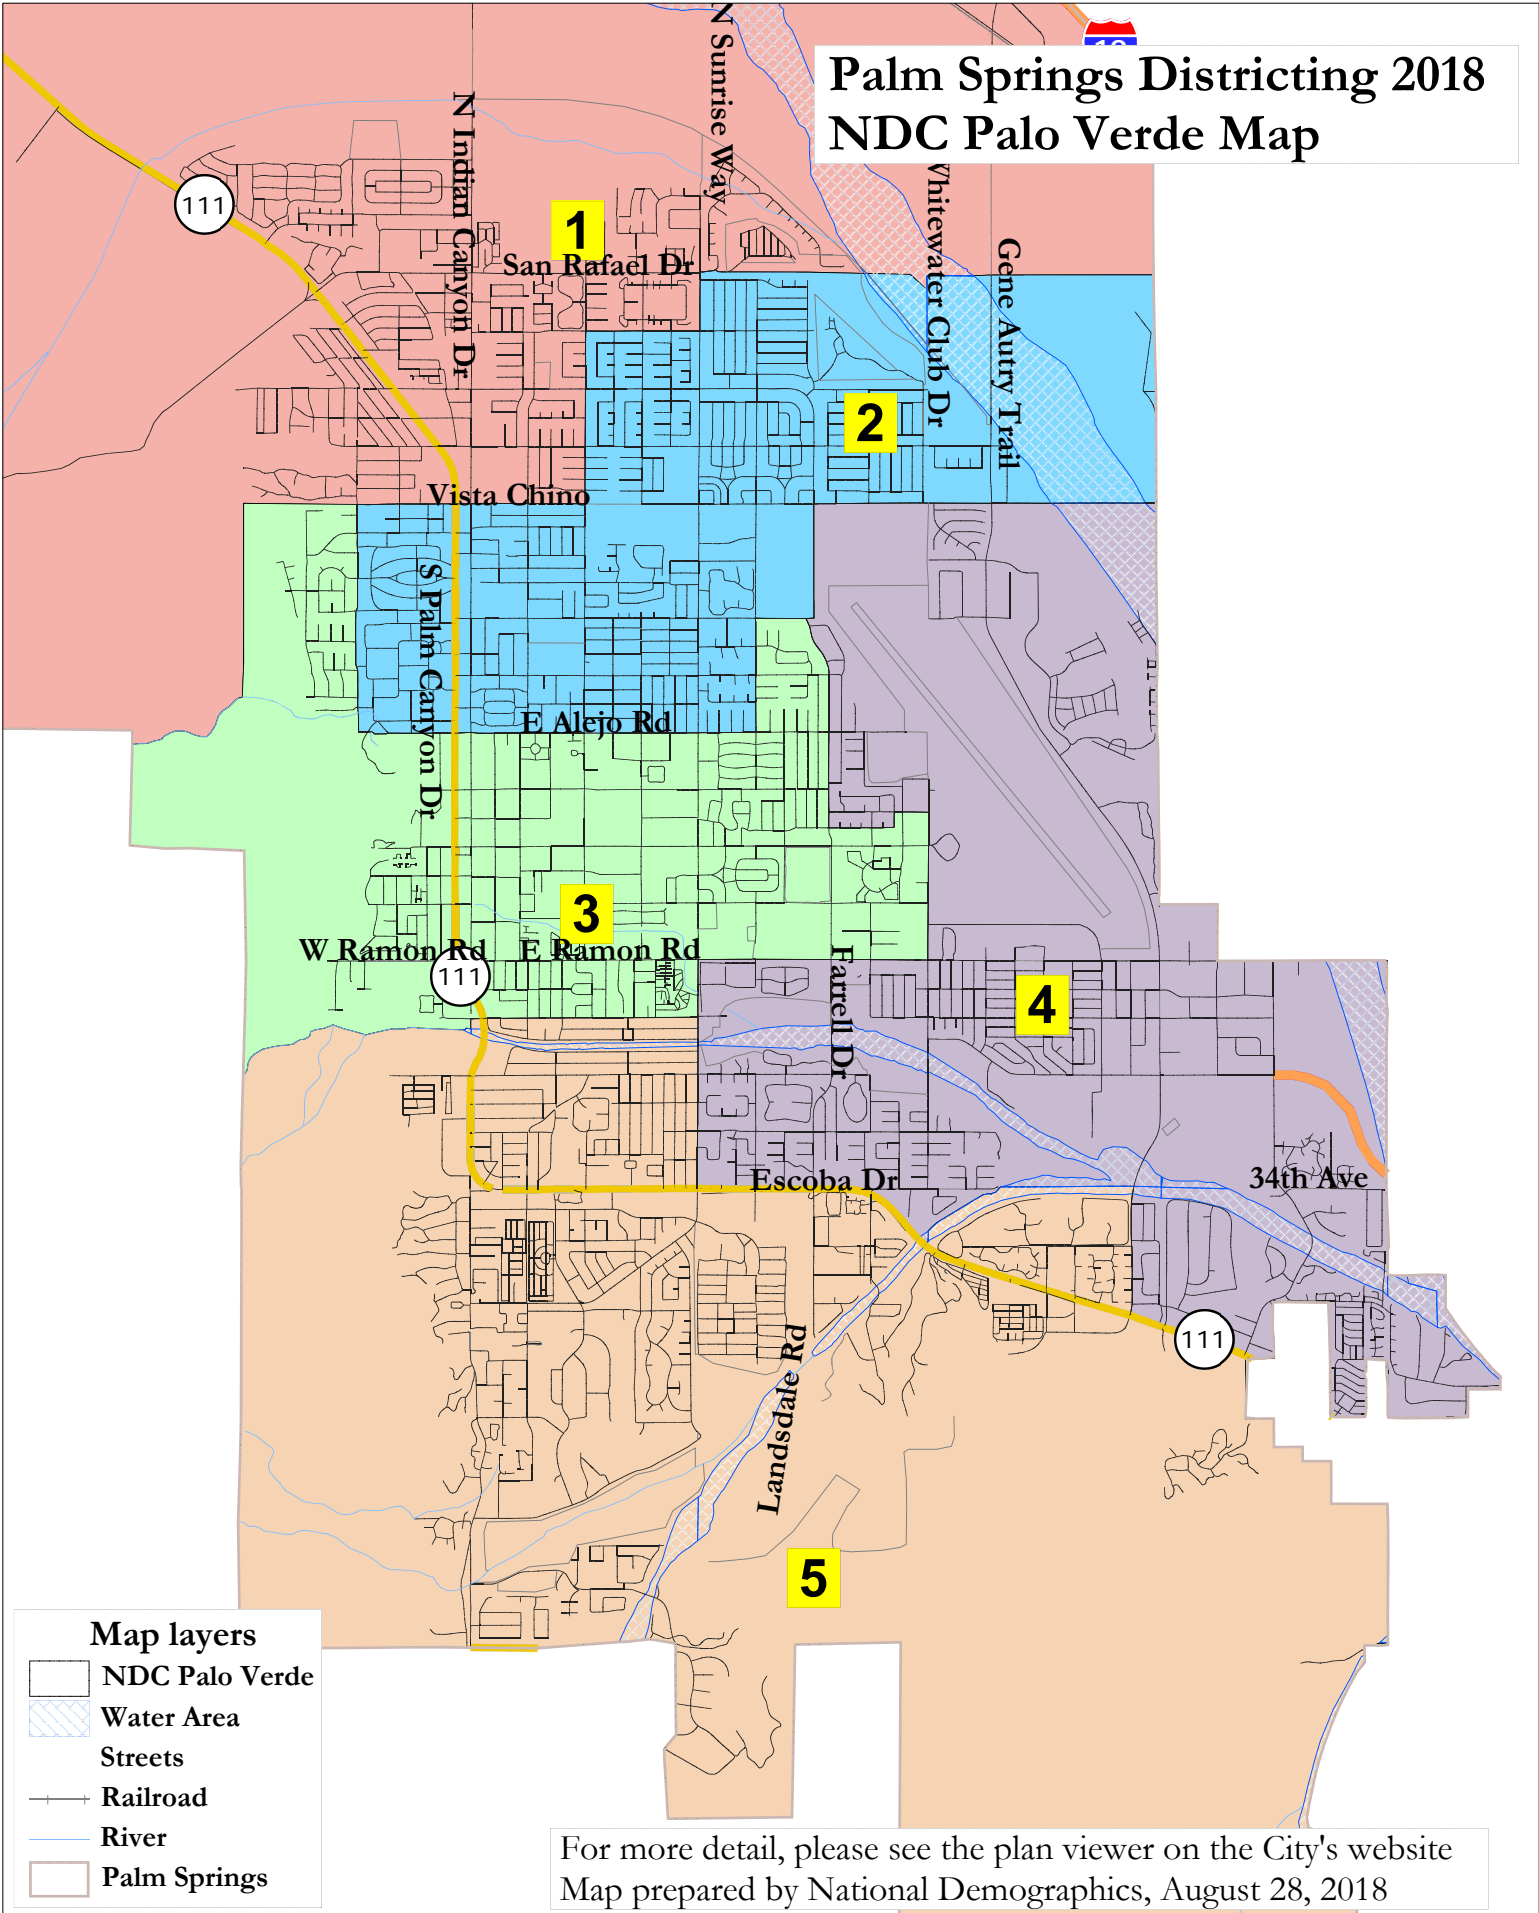 Palm Springs Districting 2018
NDC Palo Verde Map
N Sunrise Way
N Indian Canyon Dr
Whitewater Club Dr
Gene Autry Trail
111
1
San Rafael Dr
2
Vista Chino
S Palm Canyon Dr
E Alejo Rd
3
W Ramon Rd
E Ramon Rd
111
Farrell Dr
4
Escoba Dr
34th Ave
111
Landsdale Rd
5
Map layers
NDC Palo Verde
Water Area
Streets
Railroad
River
Palm Springs
For more detail, please see the plan viewer on the City's website
Map prepared by National Demographics, August 28, 2018